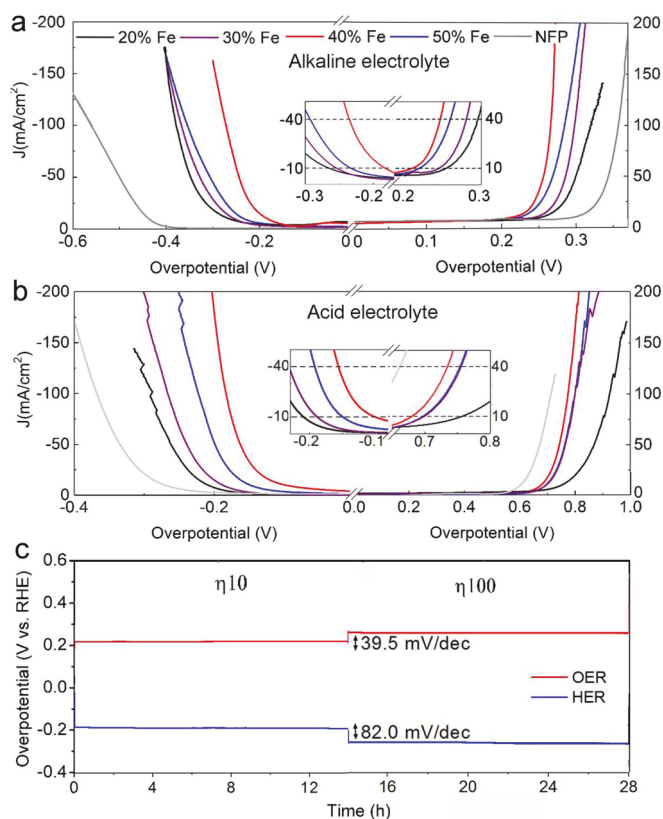 a
20% Fe 30% Fe 40% Fe 50% Fe NFP
Alkaline electrolyte
J(mA/cm²)
-200 -150 -100 -50 0
200 150 100 50 0
-40 40
-10 10
-0.3 -0.2 0.2 0.3
-0.6 -0.4 -0.2 0.0 0.1 0.2 0.3
Overpotential (V) Overpotential (V)
b
Acid electrolyte
J(mA/cm²)
-200 -150 -100 -50 0
200 150 100 50 0
-40 40
-10 10
-0.2 -0.1 0.7 0.8
-0.4 -0.3 -0.2 0.0 0.2 0.4 0.6 0.8 1.0
Overpotential (V) Overpotential (V)
c
Overpotential (V vs. RHE)
0.6 0.4 0.2 0.0 -0.2 -0.4
η10 η100
39.5 mV/dec
OER
HER
82.0 mV/dec
0 4 8 12 16 20 24 28
Time (h)